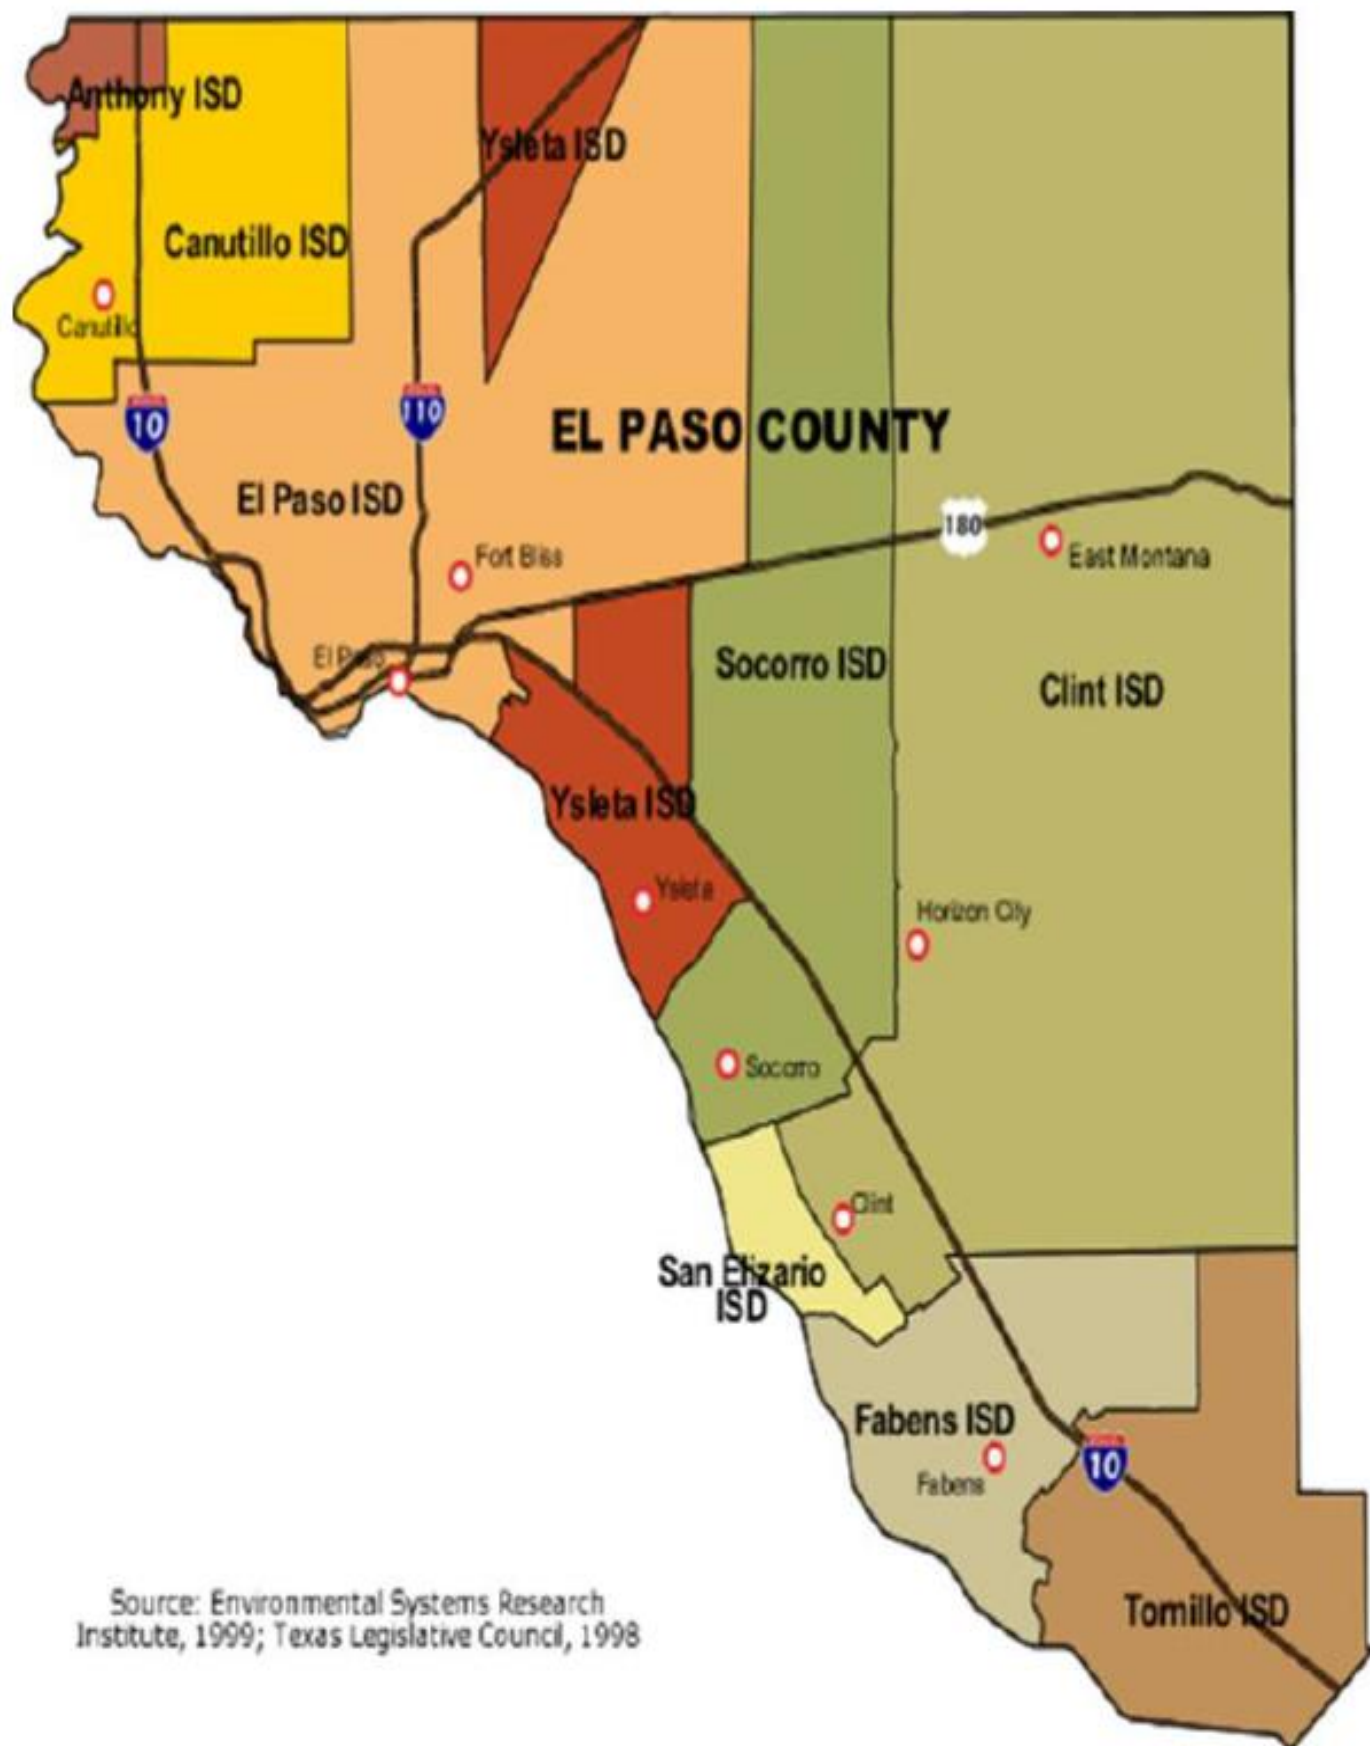 Anthony ISD
Ysleta ISD
Canutillo ISD
Canutillo
10
110
EL PASO COUNTY
El Paso ISD
180
Fort Bliss
East Montana
El Paso
Socorro ISD
Clint ISD
Ysleta ISD
Ysleta
Horizon City
Socorro
Clint
San Elizario
ISD
Fabens ISD
10
Fabens
Tornillo ISD
Source: Environmental Systems Research
Institute, 1999; Texas Legislative Council, 1998